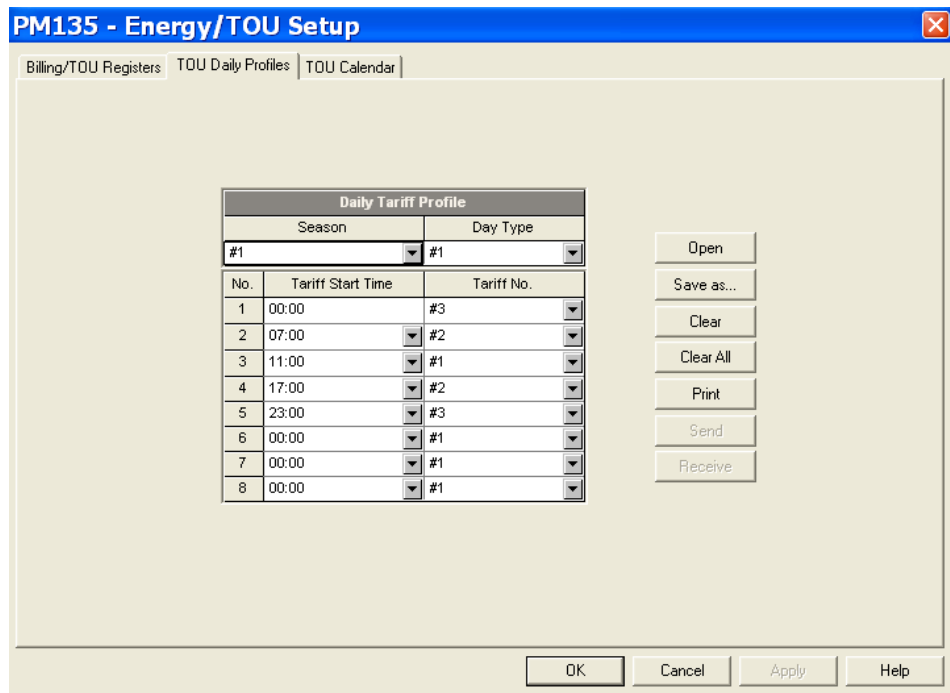 PM135 - Energy/TOU Setup
Billing/TOU Registers TOU Daily Profiles TOU Calendar
Daily Tariff Profile
Season Day Type
#1 #1
No. Tariff Start Time Tariff No.
1 00:00 #3
2 07:00 #2
3 11:00 #1
4 17:00 #2
5 23:00 #3
6 00:00 #1
7 00:00 #1
8 00:00 #1
Open
Save as...
Clear
Clear All
Print
Send
Receive
OK Cancel Apply Help